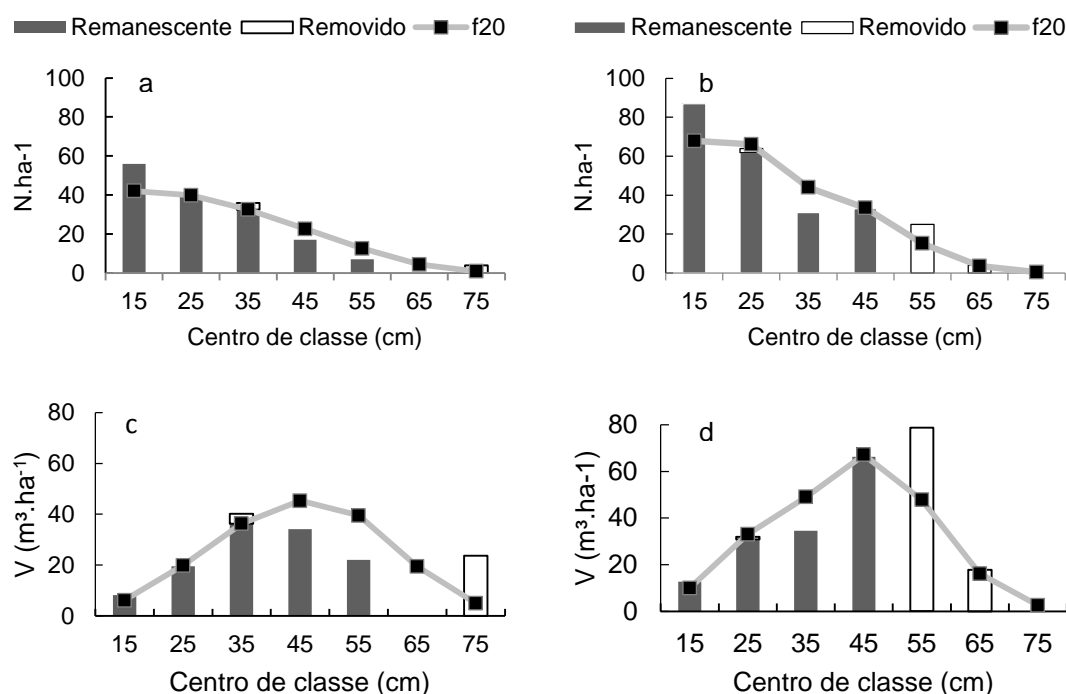 Remanescente Removido f20
a
N.ha-1
100
80
60
40
20
0
15 25 35 45 55 65 75
Centro de classe (cm)
Remanescente Removido f20
b
N.ha-1
100
80
60
40
20
0
15 25 35 45 55 65 75
Centro de classe (cm)
c
V (m³.ha⁻¹)
80
60
40
20
0
15 25 35 45 55 65 75
Centro de classe (cm)
d
V (m³.ha-1)
80
60
40
20
0
15 25 35 45 55 65 75
Centro de classe (cm)